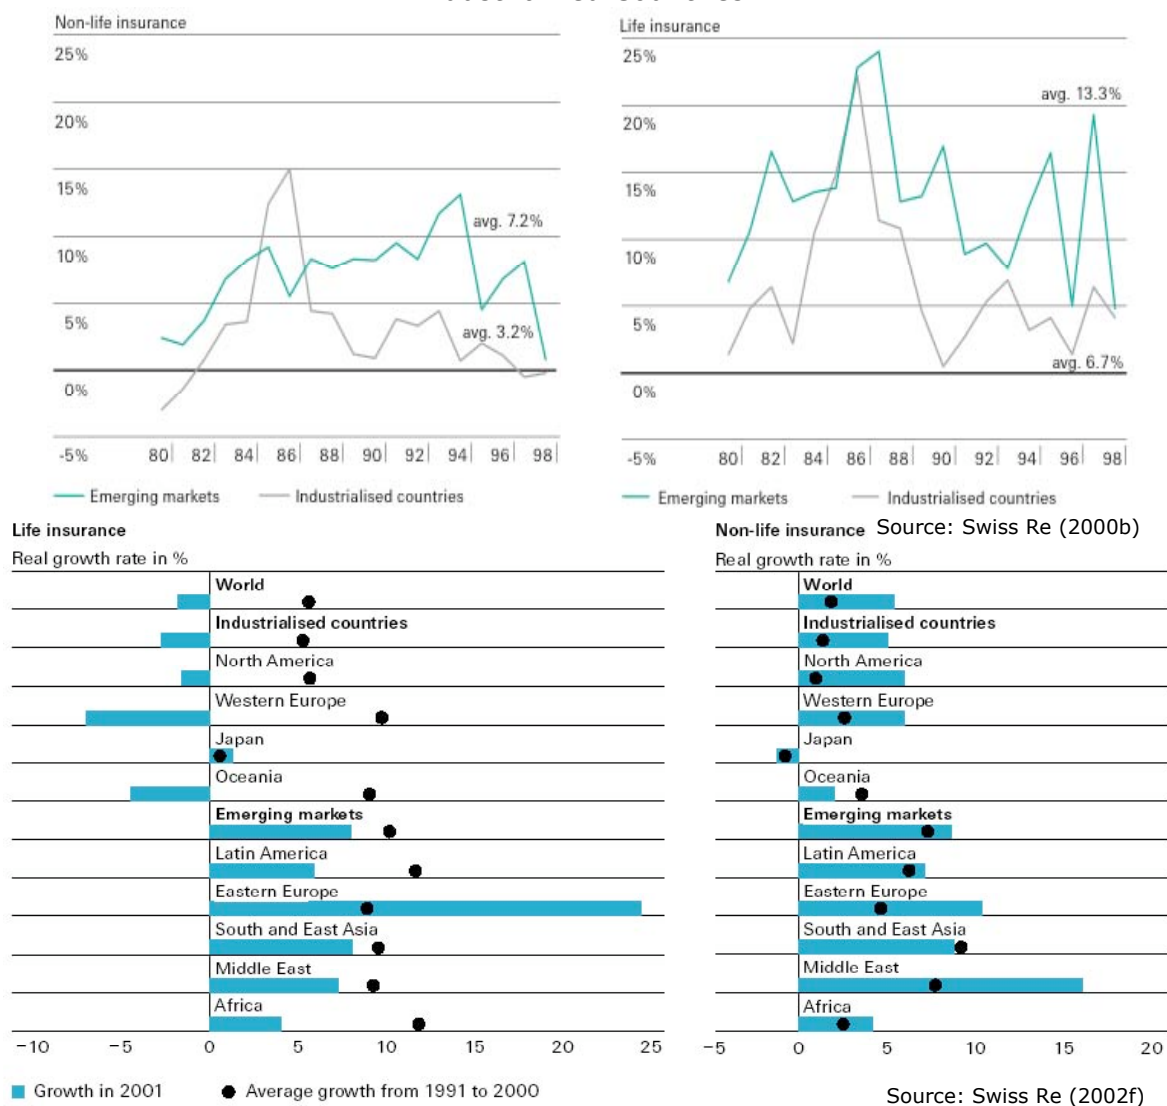 Non-life insurance
25%
20%
15%
avg. 7.2%
10%
5%
avg. 3.2%
0%
-5% 80 82 84 86 88 90 92 94 96 98
Emerging markets Industrialised countries
Life insurance
25%
avg. 13.3%
20%
15%
10%
5%
avg. 6.7%
0%
-5% 80 82 84 86 88 90 92 94 96 98
Emerging markets Industrialised countries
Source: Swiss Re (2000b)
Life insurance
Real growth rate in %
World
Industrialised countries
North America
Western Europe
Japan
Oceania
Emerging markets
Latin America
Eastern Europe
South and East Asia
Middle East
Africa
−10 −5 0 5 10 15 20 25
Growth in 2001 Average growth from 1991 to 2000
Non-life insurance
Real growth rate in %
World
Industrialised countries
North America
Western Europe
Japan
Oceania
Emerging markets
Latin America
Eastern Europe
South and East Asia
Middle East
Africa
−5 0 5 10 15 20
Source: Swiss Re (2002f)